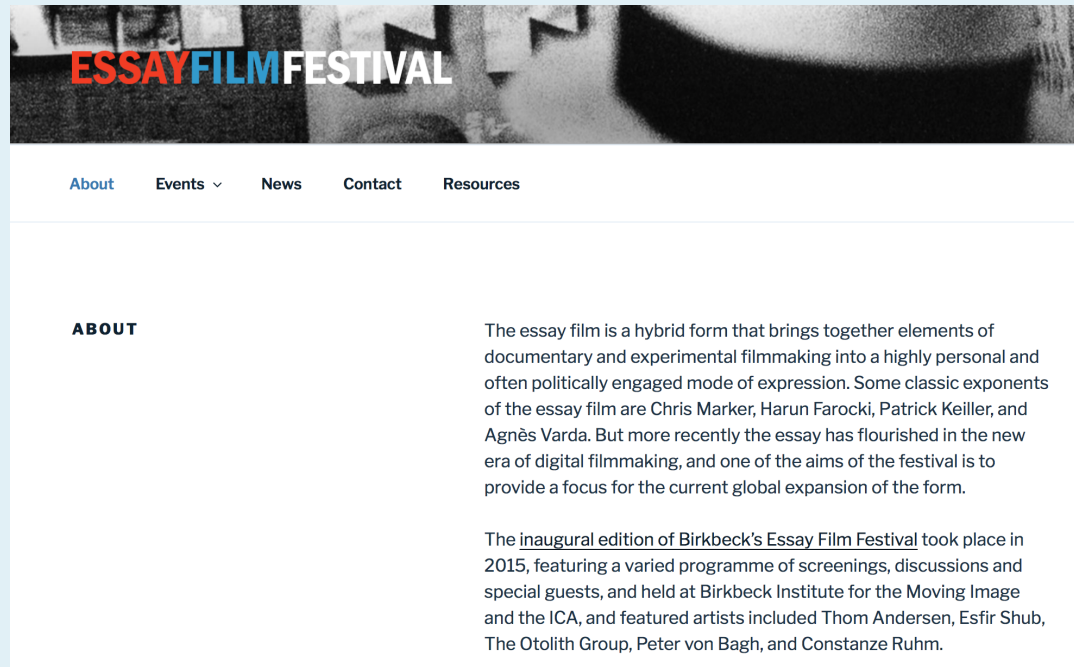 ESSAYFILMFESTIVAL
About Events News Contact Resources
ABOUT
The essay film is a hybrid form that brings together elements of
documentary and experimental filmmaking into a highly personal and
often politically engaged mode of expression. Some classic exponents
of the essay film are Chris Marker, Harun Farocki, Patrick Keiller, and
Agnès Varda. But more recently the essay has flourished in the new
era of digital filmmaking, and one of the aims of the festival is to
provide a focus for the current global expansion of the form.
The inaugural edition of Birkbeck’s Essay Film Festival took place in
2015, featuring a varied programme of screenings, discussions and
special guests, and held at Birkbeck Institute for the Moving Image
and the ICA, and featured artists included Thom Andersen, Esfir Shub,
The Otolith Group, Peter von Bagh, and Constanze Ruhm.